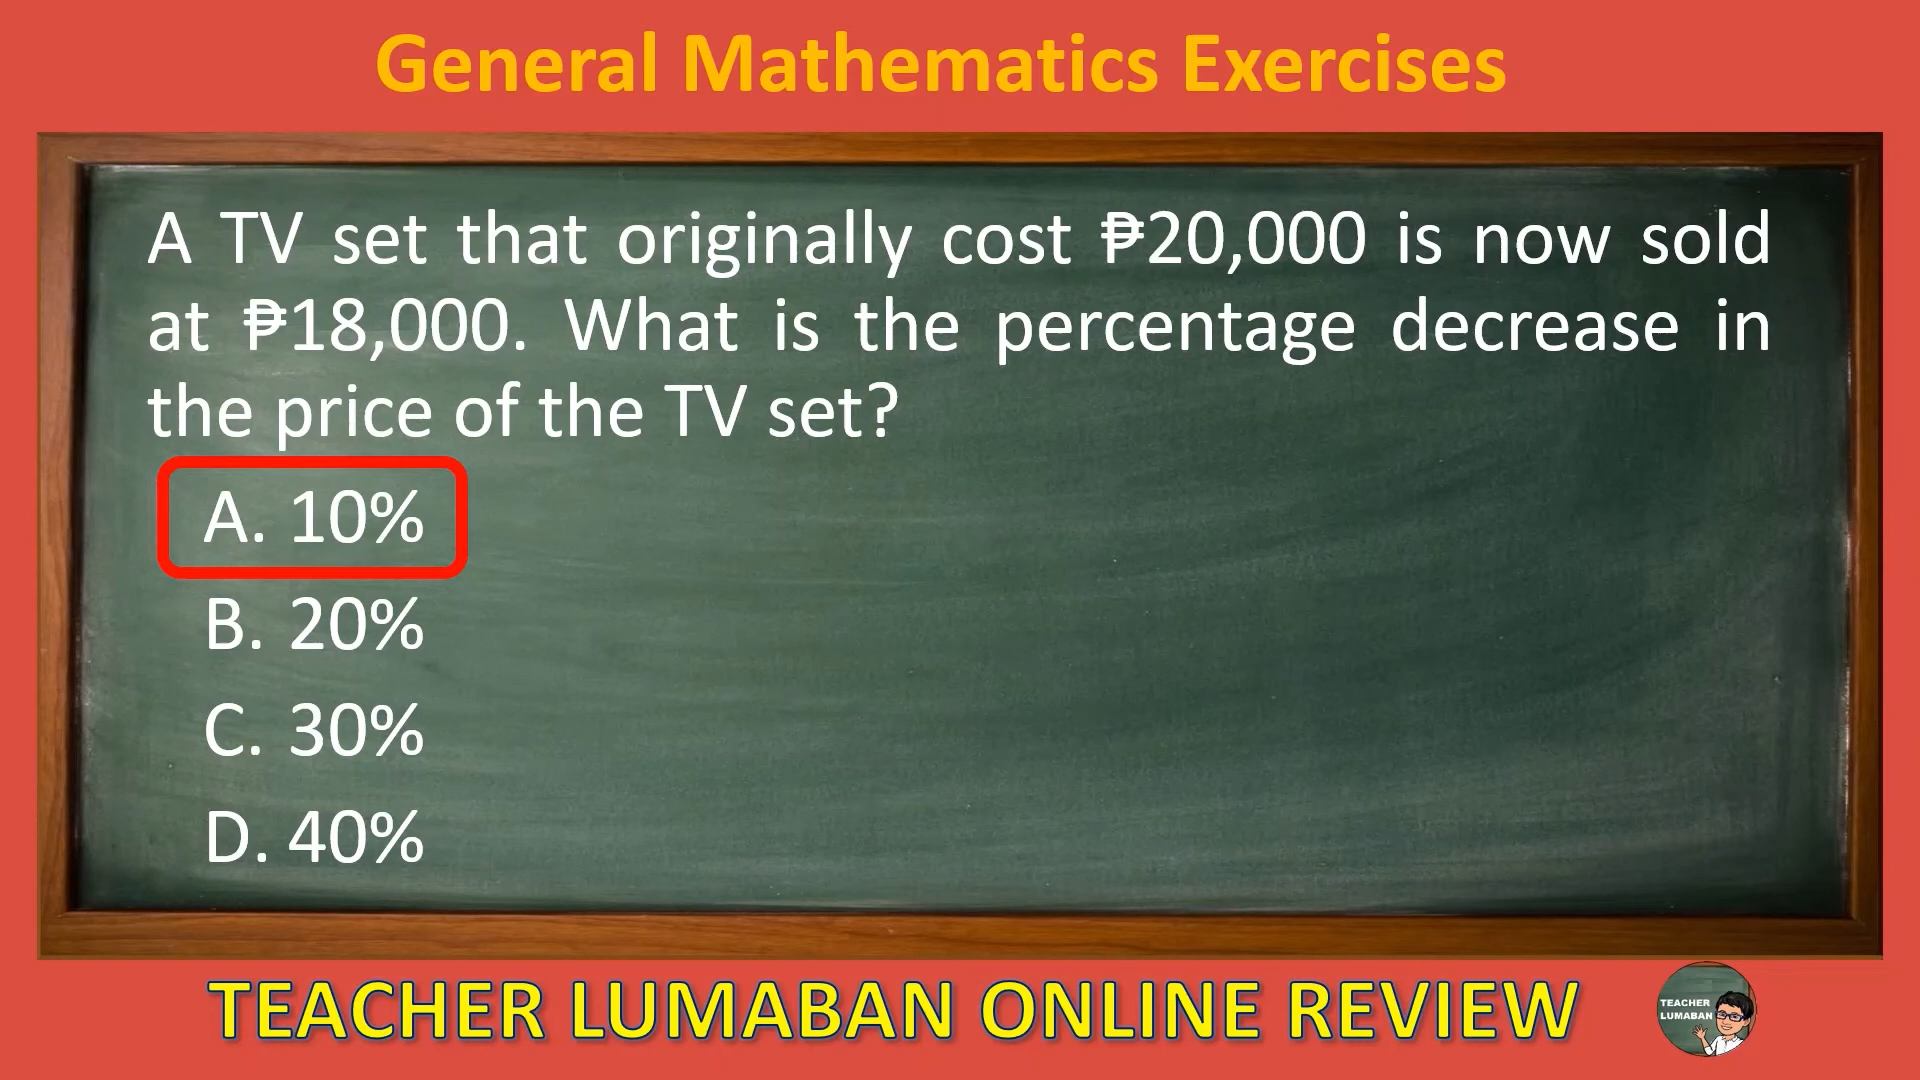 General Mathematics Exercises
A TV set that originally cost ₱20,000 is now sold
at ₱18,000. What is the percentage decrease in
the price of the TV set?
A. 10%
B. 20%
C. 30%
D. 40%
TEACHER LUMABAN ONLINE REVIEW
TEACHER
LUMABAN